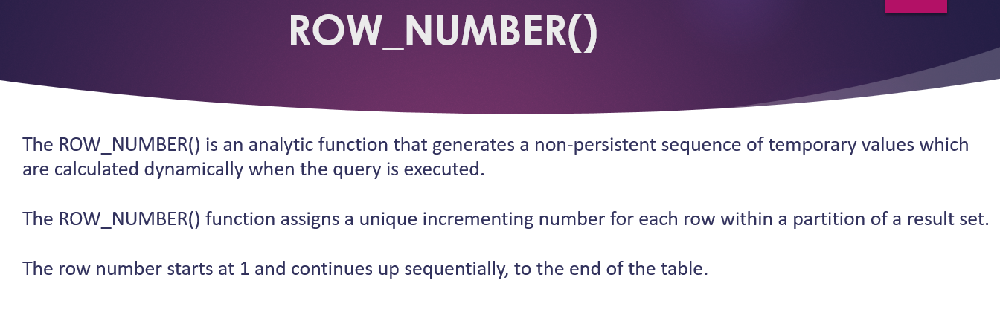 ROW_NUMBER()
The ROW_NUMBER() is an analytic function that generates a non-persistent sequence of temporary values which
are calculated dynamically when the query is executed.
The ROW_NUMBER() function assigns a unique incrementing number for each row within a partition of a result set.
The row number starts at 1 and continues up sequentially, to the end of the table.